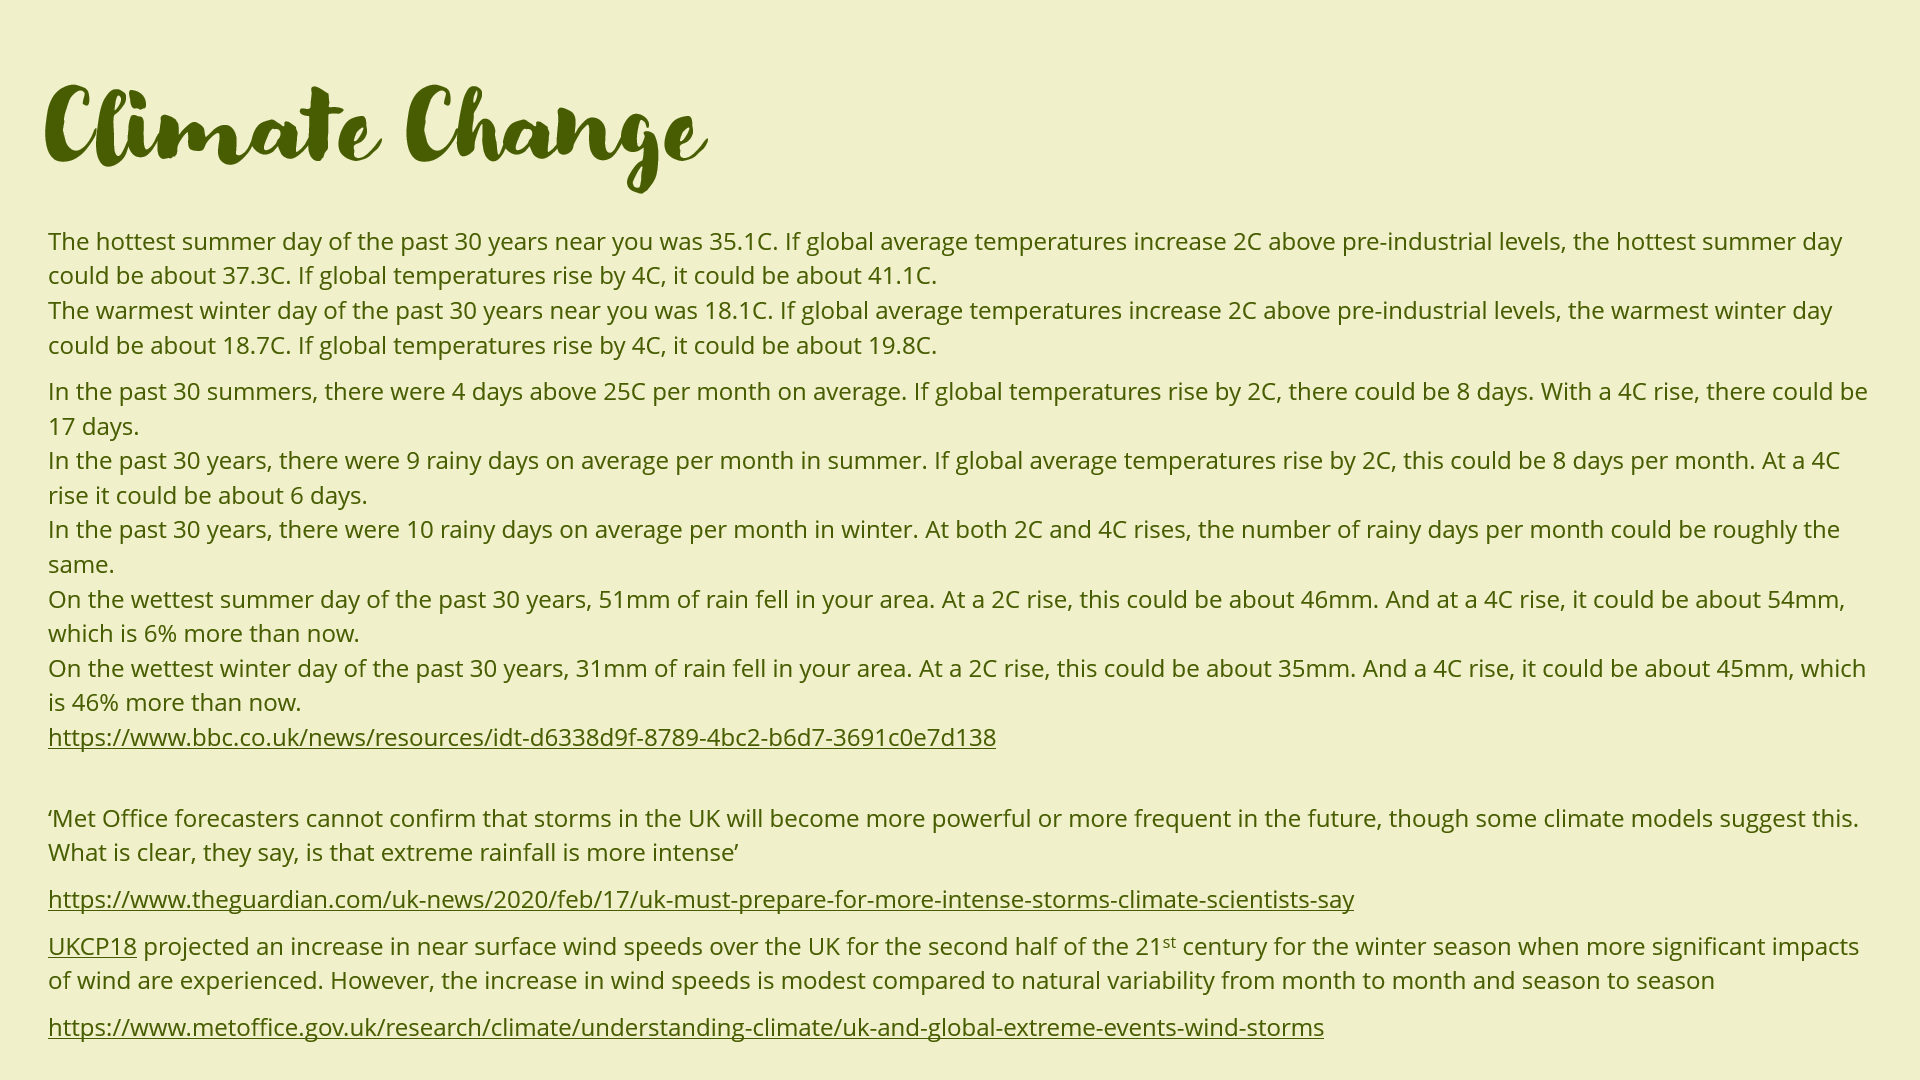 Climate Change
The hottest summer day of the past 30 years near you was 35.1C. If global average temperatures increase 2C above pre-industrial levels, the hottest summer day
could be about 37.3C. If global temperatures rise by 4C, it could be about 41.1C.
The warmest winter day of the past 30 years near you was 18.1C. If global average temperatures increase 2C above pre-industrial levels, the warmest winter day
could be about 18.7C. If global temperatures rise by 4C, it could be about 19.8C.
In the past 30 summers, there were 4 days above 25C per month on average. If global temperatures rise by 2C, there could be 8 days. With a 4C rise, there could be
17 days.
In the past 30 years, there were 9 rainy days on average per month in summer. If global average temperatures rise by 2C, this could be 8 days per month. At a 4C
rise it could be about 6 days.
In the past 30 years, there were 10 rainy days on average per month in winter. At both 2C and 4C rises, the number of rainy days per month could be roughly the
same.
On the wettest summer day of the past 30 years, 51mm of rain fell in your area. At a 2C rise, this could be about 46mm. And at a 4C rise, it could be about 54mm,
which is 6% more than now.
On the wettest winter day of the past 30 years, 31mm of rain fell in your area. At a 2C rise, this could be about 35mm. And a 4C rise, it could be about 45mm, which
is 46% more than now.
https://www.bbc.co.uk/news/resources/idt-d6338d9f-8789-4bc2-b6d7-3691c0e7d138
‘Met Office forecasters cannot confirm that storms in the UK will become more powerful or more frequent in the future, though some climate models suggest this.
What is clear, they say, is that extreme rainfall is more intense’
https://www.theguardian.com/uk-news/2020/feb/17/uk-must-prepare-for-more-intense-storms-climate-scientists-say
UKCP18 projected an increase in near surface wind speeds over the UK for the second half of the 21st century for the winter season when more significant impacts
of wind are experienced. However, the increase in wind speeds is modest compared to natural variability from month to month and season to season
https://www.metoffice.gov.uk/research/climate/understanding-climate/uk-and-global-extreme-events-wind-storms